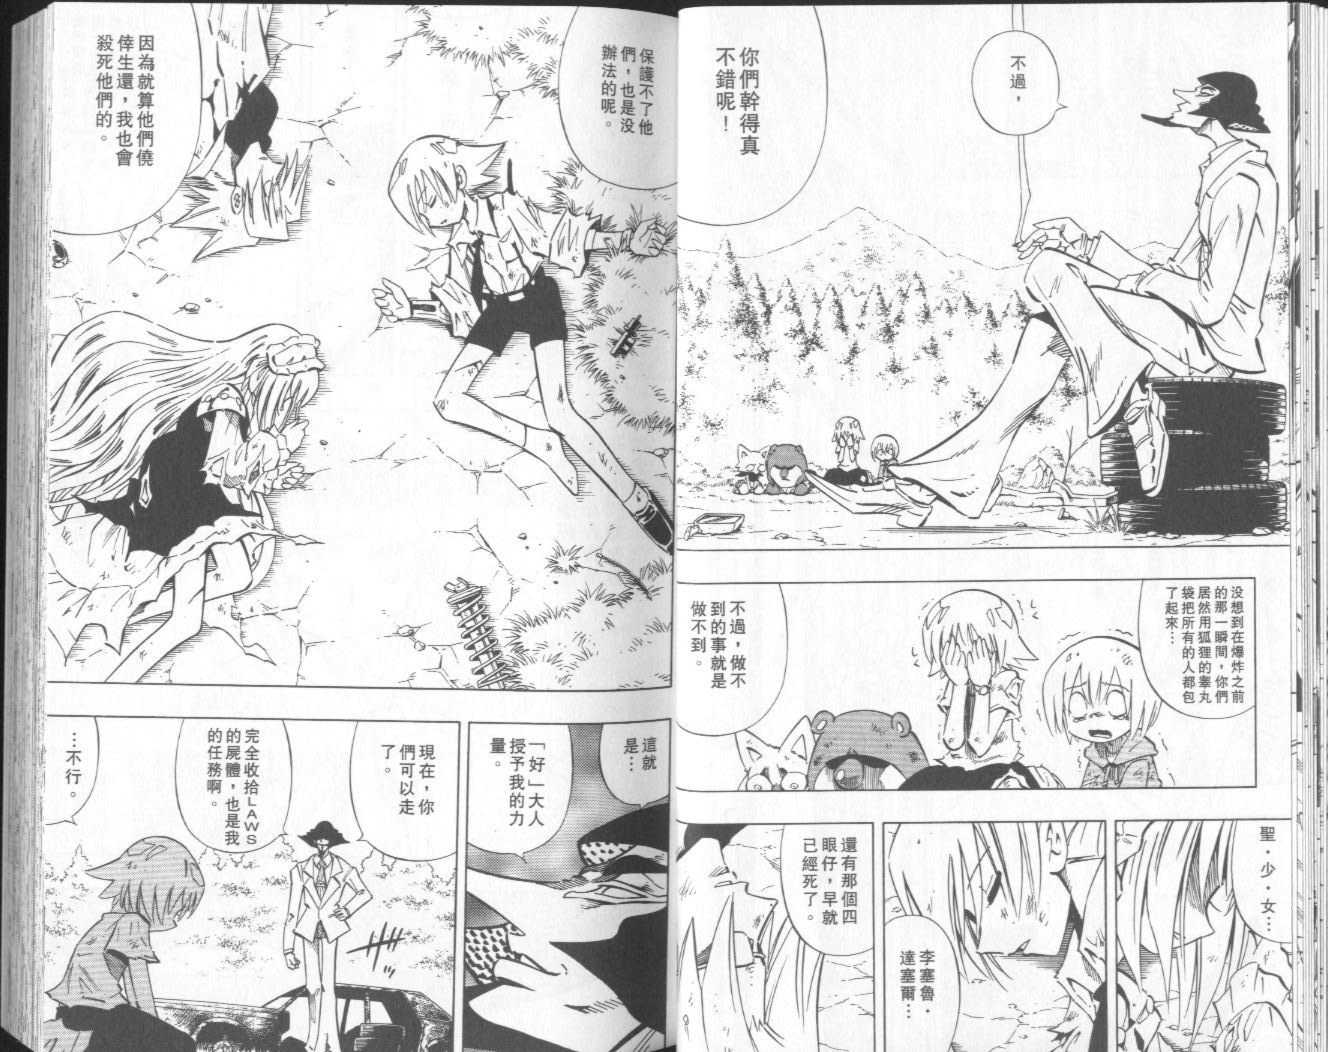 不過，
你們幹得真
不錯呢！
没想到在爆炸之前
的那一瞬間，你們
居然用狐狸的睾丸
袋把所有的人都包
了起來…
不過，做不
到的事就是
做不到。
聖·少·女…
李塞魯·
達塞爾…
還有那個四
眼仔，早就
已經死了。
保護不了他
們，也是没
辦法的呢。
因為就算他們僥
倖生還，我也會
殺死他們的。
這就
是…
「好」大人
授予我的力
量。
現在，你
們可以走
了。
完全收拾LAWS
的屍體，也是我
的任務啊。
…不行。